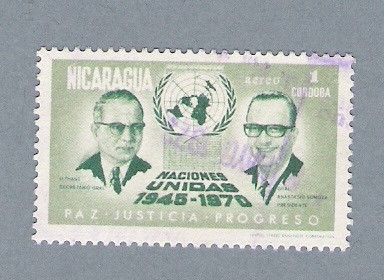 NICARAGUA
aereo
1
CORDOBA
U THANT
SECRETARIO GRAL.
GRAL.
ANASTASIO SOMOZA
PRESIDENTE
NACIONES
UNIDAS
1945-1970
PAZ - JUSTICIA - PROGRESO